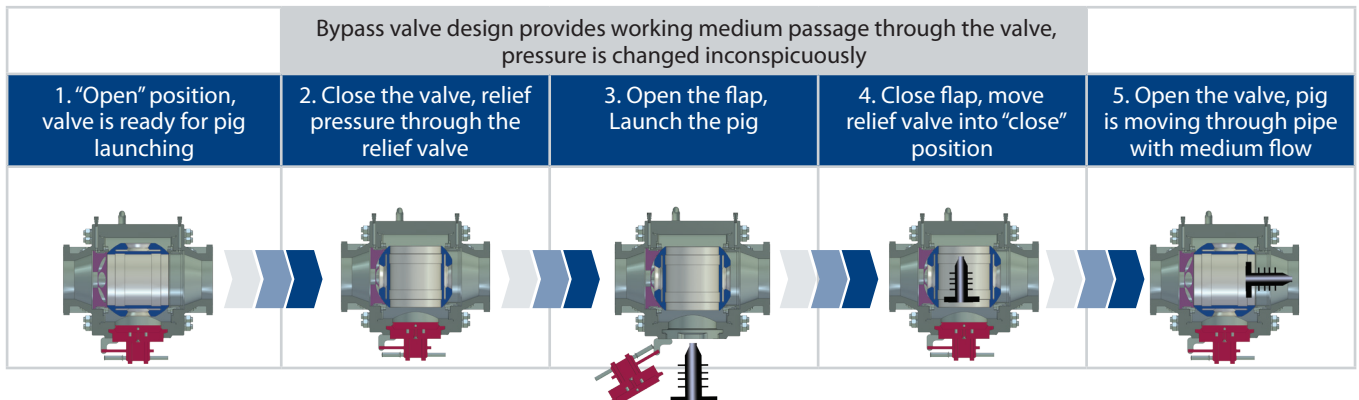 Bypass valve design provides working medium passage through the valve,
pressure is changed inconspicuously
1. “Open” position,
valve is ready for pig
launching
2. Close the valve, relief
pressure through the
relief valve
3. Open the flap,
Launch the pig
4. Close flap, move
relief valve into “close”
position
5. Open the valve, pig
is moving through pipe
with medium flow